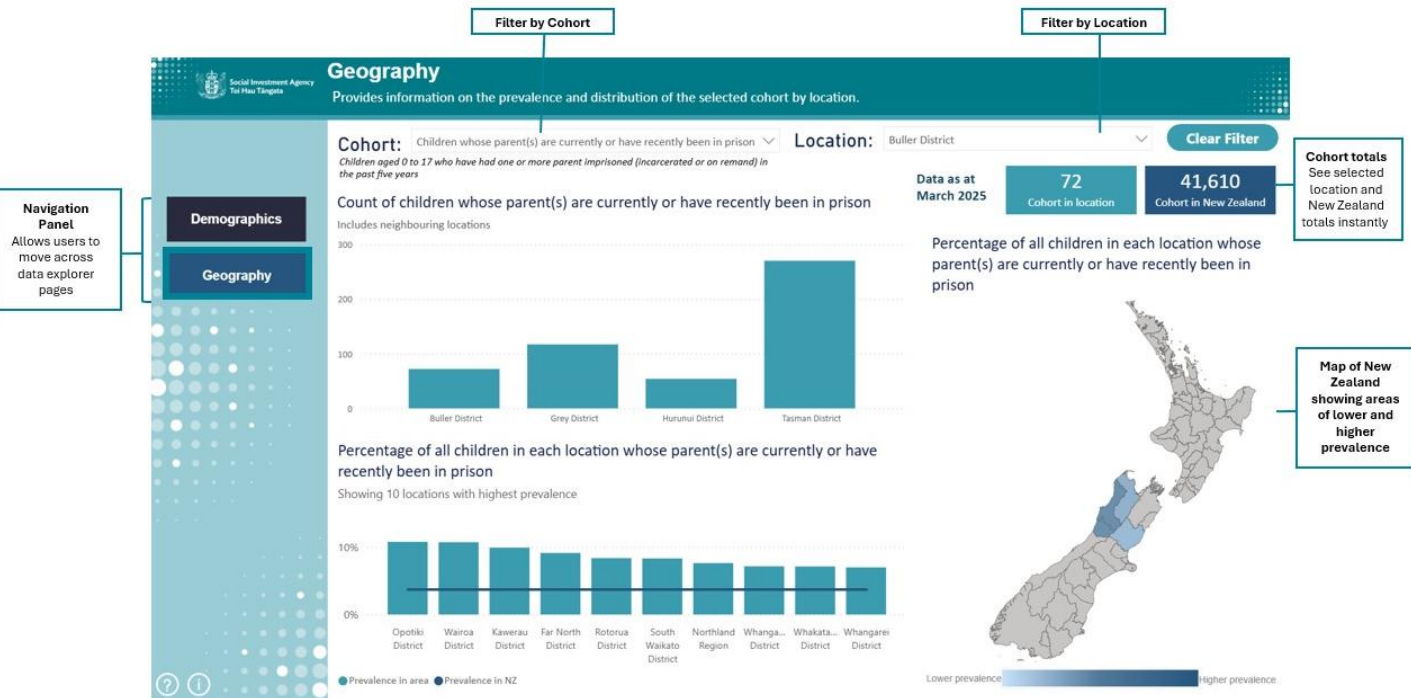 Filter by Cohort
Filter by Location
Social Investment Agency
Toi Hau Tāngata
Geography
Provides information on the prevalence and distribution of the selected cohort by location.
Cohort:
Children whose parent(s) are currently or have recently been in prison
Location:
Buller District
Clear Filter
Children aged 0 to 17 who have had one or more parent imprisoned (incarcerated or on remand) in
the past five years
Data as at
March 2025
72
Cohort in location
41,610
Cohort in New Zealand
Cohort totals
See selected
location and
New Zealand
totals instantly
Navigation
Panel
Allows users to
move across
data explorer
pages
Demographics
Geography
Count of children whose parent(s) are currently or have recently been in prison
Includes neighbouring locations
300
200
100
0
Buller District
Grey District
Hurunui District
Tasman District
Percentage of all children in each location whose
parent(s) are currently or have recently been in
prison
Map of New
Zealand
showing areas
of lower and
higher
prevalence
Percentage of all children in each location whose parent(s) are currently or have
recently been in prison
Showing 10 locations with highest prevalence
10%
0%
Opotiki
District
Wairoa
District
Kawerau
District
Far North
District
Rotorua
District
South
Waikato
District
Northland
Region
Whanga...
District
Whakata...
District
Whangarei
District
Prevalence in area
Prevalence in NZ
Lower prevalence
Higher prevalence
?
i